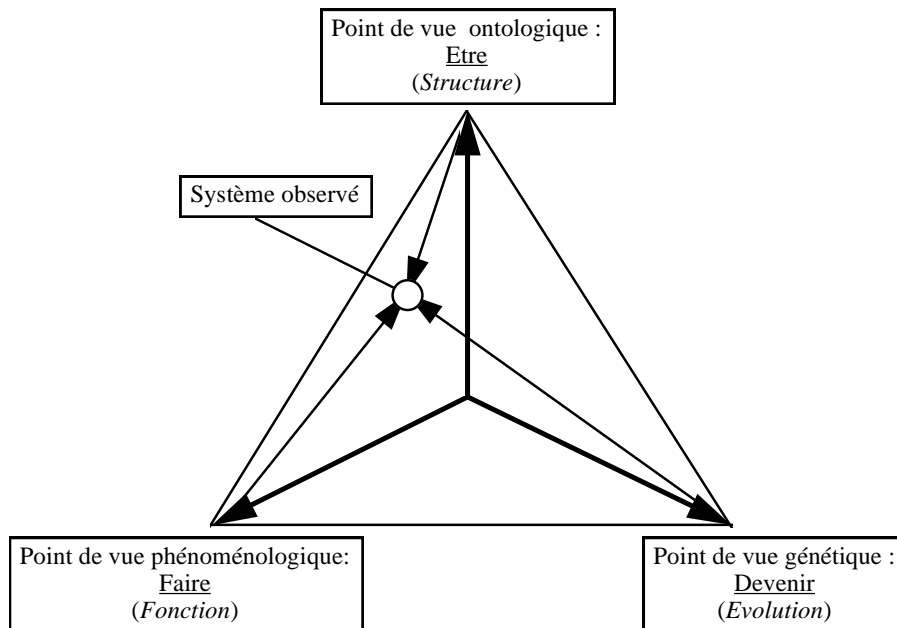 Point de vue ontologique :
Etre
(Structure)
Système observé
Point de vue phénoménologique:
Faire
(Fonction)
Point de vue génétique :
Devenir
(Evolution)